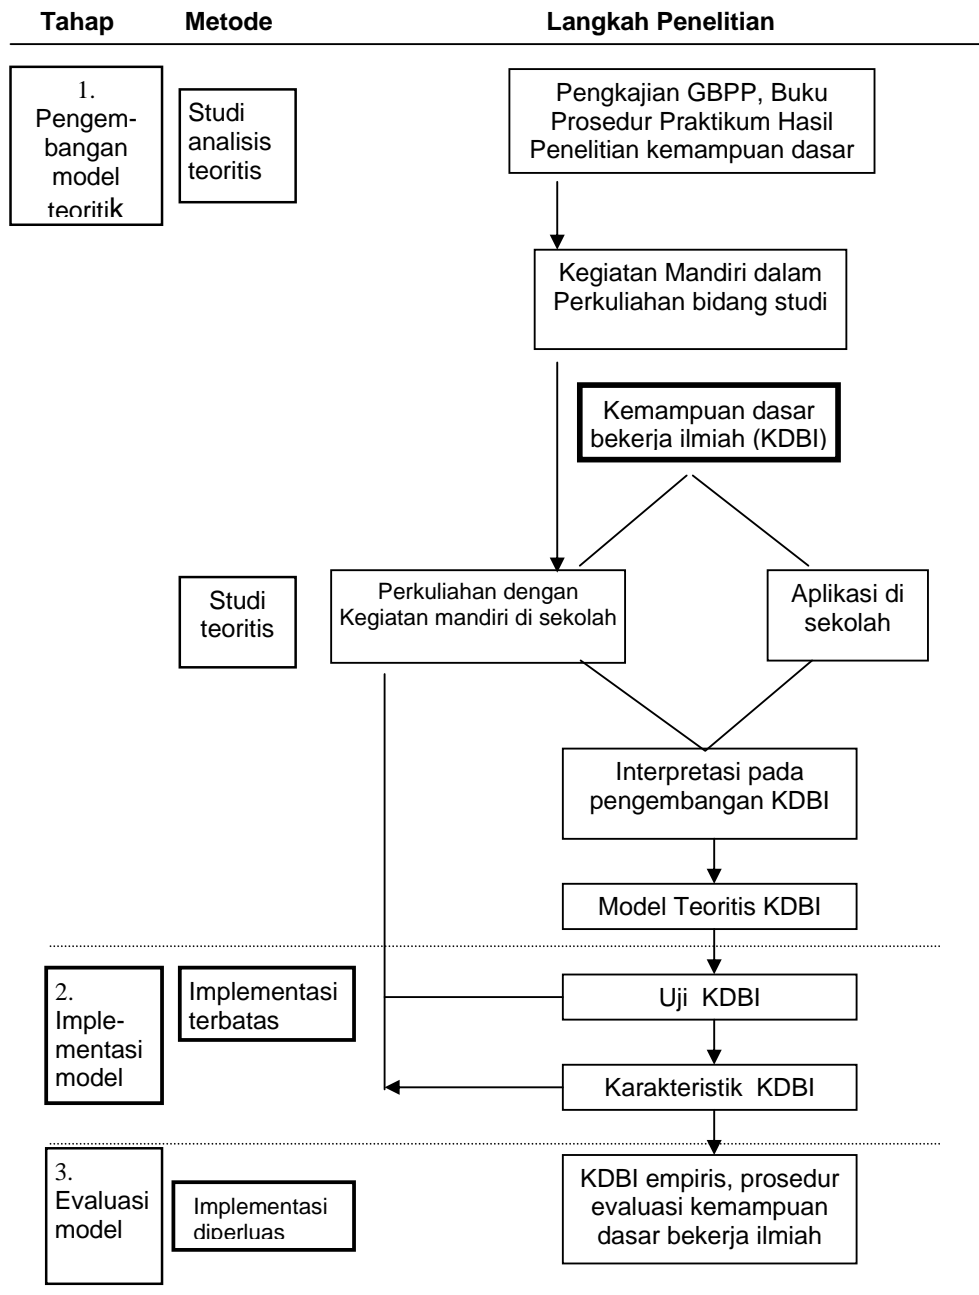 Tahap Metode Langkah Penelitian
1.
Pengem-
bangan
model
teoritik
Studi
analisis
teoritis
Pengkajian GBPP, Buku
Prosedur Praktikum Hasil
Penelitian kemampuan dasar
Kegiatan Mandiri dalam
Perkuliahan bidang studi
Kemampuan dasar
bekerja ilmiah (KDBI)
Studi
teoritis
Perkuliahan dengan
Kegiatan mandiri di sekolah
Aplikasi di
sekolah
Interpretasi pada
pengembangan KDBI
Model Teoritis KDBI
2.
Imple-
mentasi
model
Implementasi
terbatas
Uji KDBI
Karakteristik KDBI
3.
Evaluasi
model
Implementasi
diperluas
KDBI empiris, prosedur
evaluasi kemampuan
dasar bekerja ilmiah